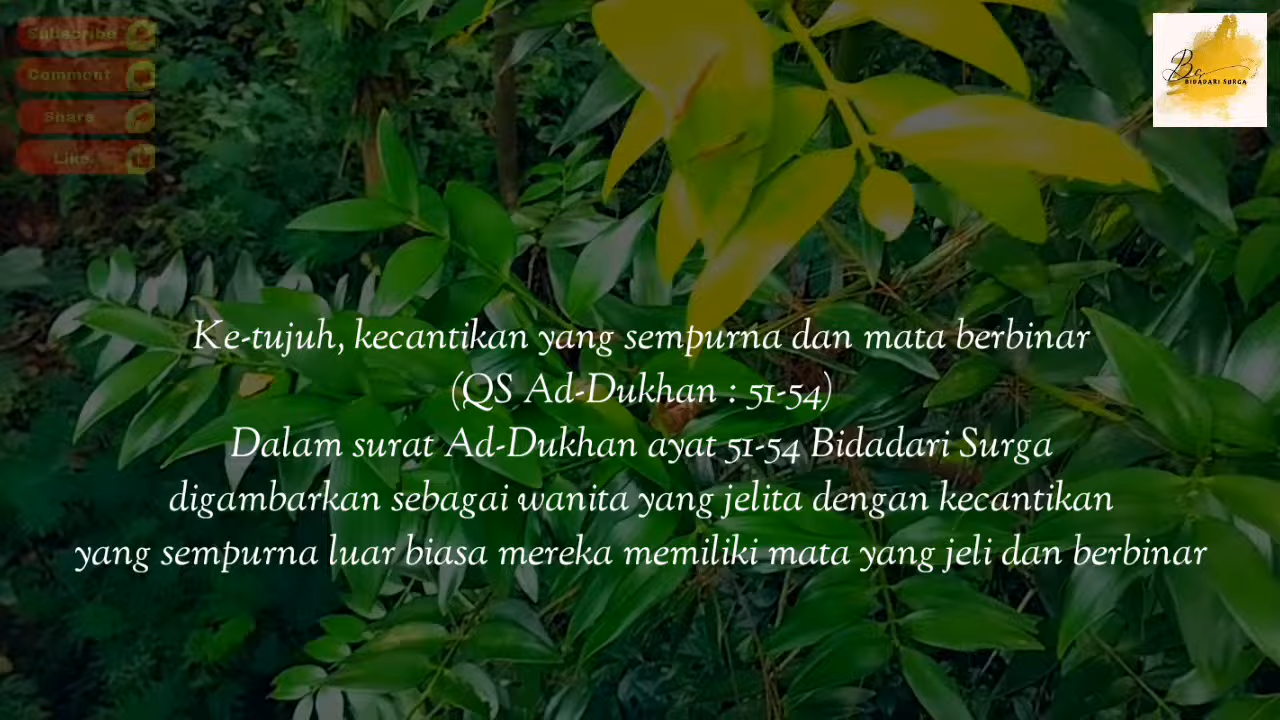 Subscribe
Comment
Share
Like
Bs
BIDADARI SURGA
Ke-tujuh, kecantikan yang sempurna dan mata berbinar
(QS Ad-Dukhan : 51-54)
Dalam surat Ad-Dukhan ayat 51-54 Bidadari Surga
digambarkan sebagai wanita yang jelita dengan kecantikan
yang sempurna luar biasa mereka memiliki mata yang jeli dan berbinar